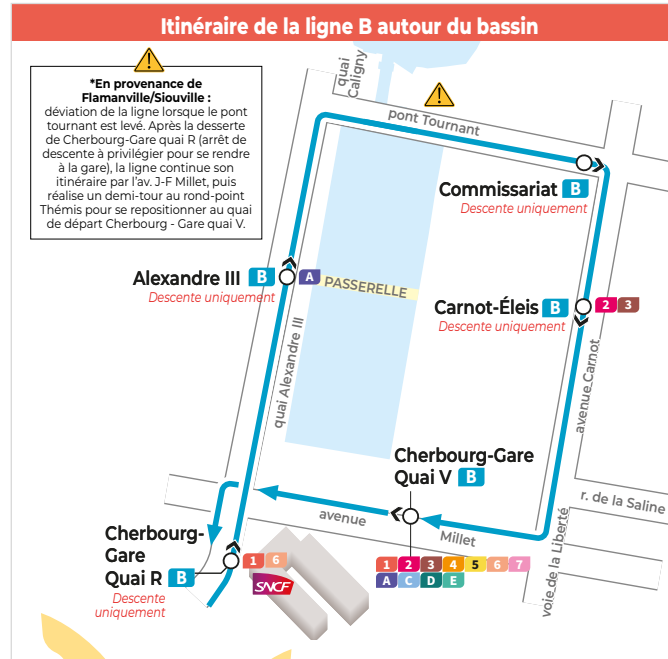 Itinéraire de la ligne B autour du bassin
*En provenance de
Flamanville/Siouville :
déviation de la ligne lorsque le pont
tournant est levé. Après la desserte
de Cherbourg-Gare quai R (arrêt de
descente à privilégier pour se rendre
à la gare), la ligne continue son
itinéraire par l'av. J-F Millet, puis
réalise un demi-tour au rond-point
Thémis pour se repositionner au quai
de départ Cherbourg - Gare quai V.
quai
Caligny
pont Tournant
Commissariat B
Descente uniquement
Alexandre III B
Descente uniquement
A
PASSERELLE
Carnot-Éleis B
Descente uniquement
2 3
quai Alexandre III
avenue Carnot
Cherbourg-Gare
Quai V B
r. de la Saline
avenue
Millet
voie de la Liberté
Cherbourg-
Gare
Quai R B
Descente
uniquement
1 6
SNCF
1 2 3 4 5 6 7
A C D E